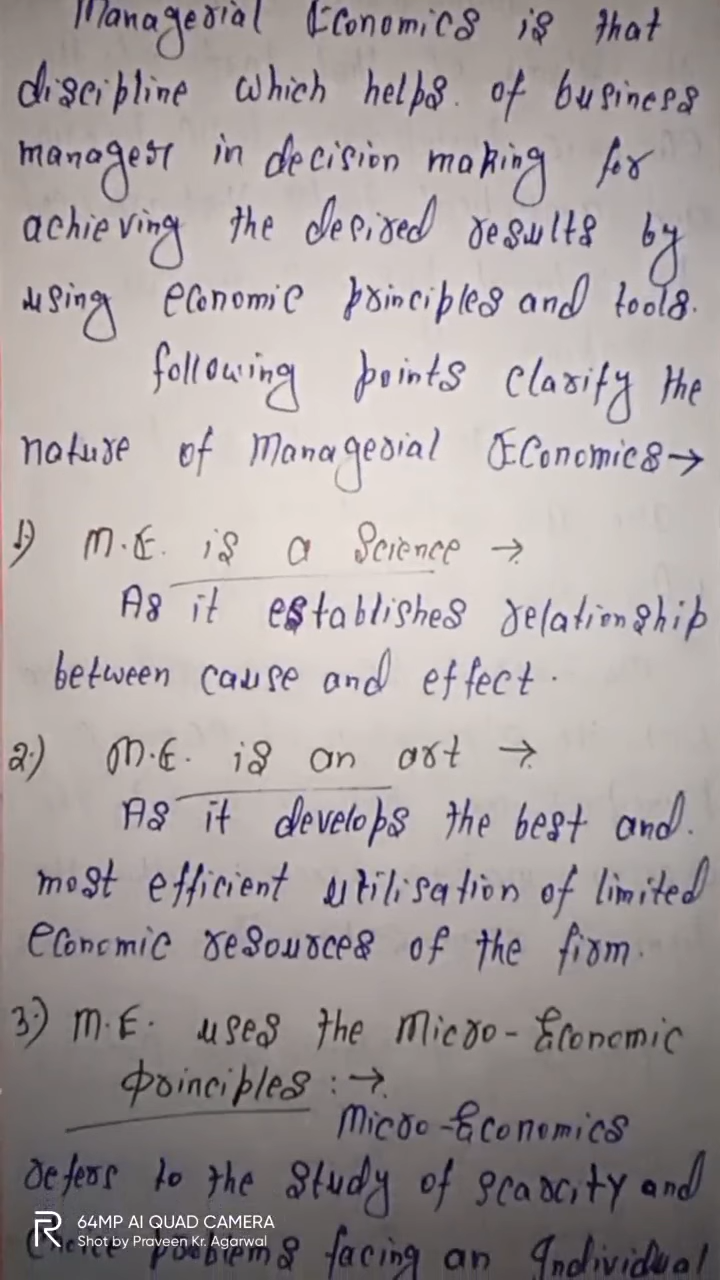 Managerial Economics is that
discipline which helps. of business
manager in decision making for
achieving the desired results by
using economic principles and tools.
following points clarify the
nature of Managerial Economics→
1) M.E. is a Science →
As it establishes relationship
between cause and effect.
2.) M.E. is an art →
As it develops the best and.
most efficient utilisation of limited
economic resources of the firm.
3.) M.E. uses the Micro-Economic
principles :→.
Micro-Economics
refers to the study of scarcity and
choice problems facing an Individual
64MP AI QUAD CAMERA
Shot by Praveen Kr. Agarwal